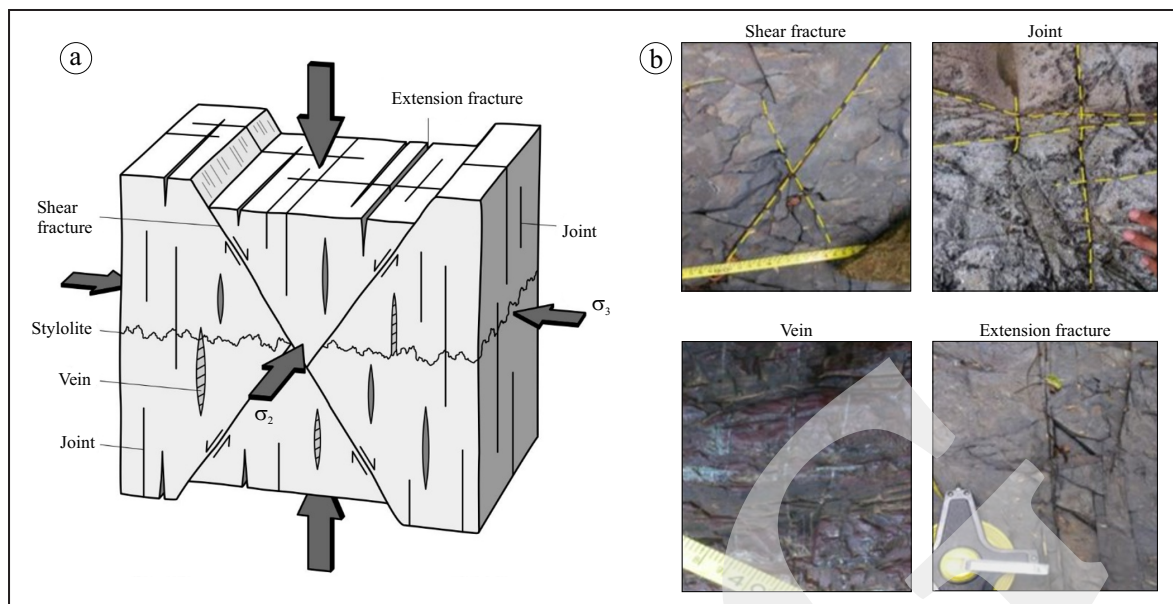 a
Extension fracture
Shear
fracture
Joint
σ3
Stylolite
Vein
σ2
Joint
b
Shear fracture
Joint
Vein
Extension fracture